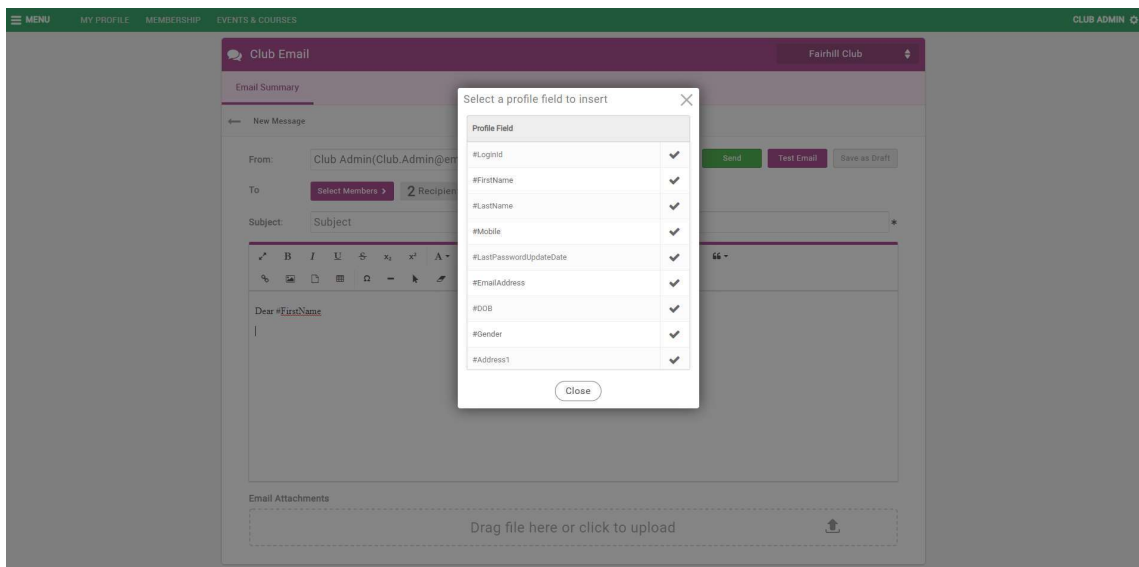 MENU MY PROFILE MEMBERSHIP EVENTS & COURSES CLUB ADMIN
Club Email Fairhill Club
Email Summary
New Message
From: Club Admin(Club.Admin@em Send Test Email Save as Draft
To Select Members > 2 Recipien
Subject: Subject *
B I U S x₂ x² A
Ω
Dear #FirstName
Select a profile field to insert
Profile Field
#LoginId
#FirstName
#LastName
#Mobile
#LastPasswordUpdateDate
#EmailAddress
#DOB
#Gender
#Address1
Close
Email Attachments
Drag file here or click to upload